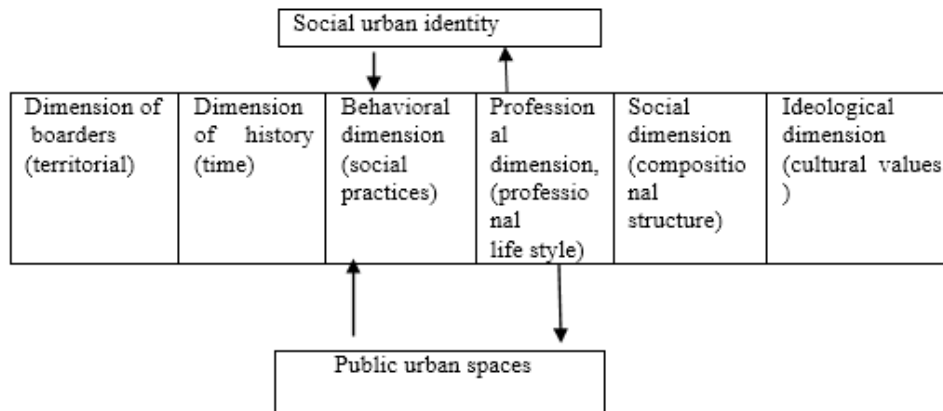 Social urban identity
Dimension of
boarders
(territorial)
Dimension
of history
(time)
Behavioral
dimension
(social
practices)
Profession
al
dimension,
(professio
nal
life style)
Social
dimension
(compositio
nal
structure)
Ideological
dimension
(cultural values
)
Public urban spaces